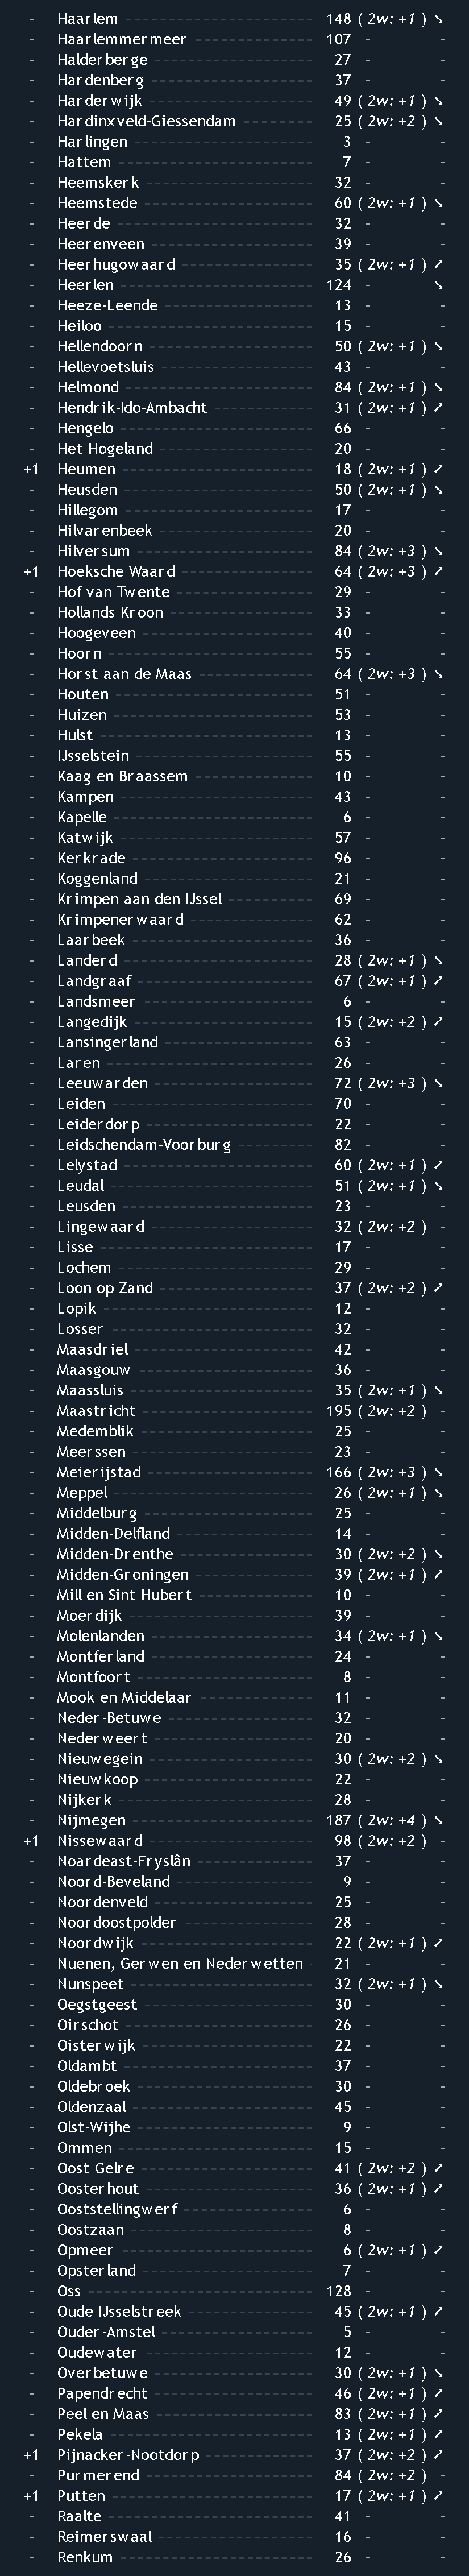 - Haarlem 148 ( 2w: +1 ) ➘
- Haarlemmermeer 107 - -
- Halderberge 27 - -
- Hardenberg 37 - -
- Harderwijk 49 ( 2w: +1 ) ➘
- Hardinxveld-Giessendam 25 ( 2w: +2 ) ➘
- Harlingen 3 - -
- Hattem 7 - -
- Heemskerk 32 - -
- Heemstede 60 ( 2w: +1 ) ➘
- Heerde 32 - -
- Heerenveen 39 - -
- Heerhugowaard 35 ( 2w: +1 ) ➚
- Heerlen 124 - ➘
- Heeze-Leende 13 - -
- Heiloo 15 - -
- Hellendoorn 50 ( 2w: +1 ) ➘
- Hellevoetsluis 43 - -
- Helmond 84 ( 2w: +1 ) ➘
- Hendrik-Ido-Ambacht 31 ( 2w: +1 ) ➚
- Hengelo 66 - -
- Het Hogeland 20 - -
+1 Heumen 18 ( 2w: +1 ) ➚
- Heusden 50 ( 2w: +1 ) ➘
- Hillegom 17 - -
- Hilvarenbeek 20 - -
- Hilversum 84 ( 2w: +3 ) ➘
+1 Hoeksche Waard 64 ( 2w: +3 ) ➚
- Hof van Twente 29 - -
- Hollands Kroon 33 - -
- Hoogeveen 40 - -
- Hoorn 55 - -
- Horst aan de Maas 64 ( 2w: +3 ) ➘
- Houten 51 - -
- Huizen 53 - -
- Hulst 13 - -
- IJsselstein 55 - -
- Kaag en Braassem 10 - -
- Kampen 43 - -
- Kapelle 6 - -
- Katwijk 57 - -
- Kerkrade 96 - -
- Koggenland 21 - -
- Krimpen aan den IJssel 69 - -
- Krimpenerwaard 62 - -
- Laarbeek 36 - -
- Landerd 28 ( 2w: +1 ) ➘
- Landgraaf 67 ( 2w: +1 ) ➚
- Landsmeer 6 - -
- Langedijk 15 ( 2w: +2 ) ➚
- Lansingerland 63 - -
- Laren 26 - -
- Leeuwarden 72 ( 2w: +3 ) ➘
- Leiden 70 - -
- Leiderdorp 22 - -
- Leidschendam-Voorburg 82 - -
- Lelystad 60 ( 2w: +1 ) ➚
- Leudal 51 ( 2w: +1 ) ➘
- Leusden 23 - -
- Lingewaard 32 ( 2w: +2 ) -
- Lisse 17 - -
- Lochem 29 - -
- Loon op Zand 37 ( 2w: +2 ) ➚
- Lopik 12 - -
- Losser 32 - -
- Maasdriel 42 - -
- Maasgouw 36 - -
- Maassluis 35 ( 2w: +1 ) ➘
- Maastricht 195 ( 2w: +2 ) -
- Medemblik 25 - -
- Meerssen 23 - -
- Meierijstad 166 ( 2w: +3 ) ➘
- Meppel 26 ( 2w: +1 ) ➘
- Middelburg 25 - -
- Midden-Delfland 14 - -
- Midden-Drenthe 30 ( 2w: +2 ) ➘
- Midden-Groningen 39 ( 2w: +1 ) ➚
- Mill en Sint Hubert 10 - -
- Moerdijk 39 - -
- Molenlanden 34 ( 2w: +1 ) ➘
- Montferland 24 - -
- Montfoort 8 - -
- Mook en Middelaar 11 - -
- Neder-Betuwe 32 - -
- Nederweert 20 - -
- Nieuwegein 30 ( 2w: +2 ) ➘
- Nieuwkoop 22 - -
- Nijkerk 28 - -
- Nijmegen 187 ( 2w: +4 ) ➘
+1 Nissewaard 98 ( 2w: +2 ) -
- Noardeast-Fryslân 37 - -
- Noord-Beveland 9 - -
- Noordenveld 25 - -
- Noordoostpolder 28 - -
- Noordwijk 22 ( 2w: +1 ) ➚
- Nuenen, Gerwen en Nederwetten 21 - -
- Nunspeet 32 ( 2w: +1 ) ➘
- Oegstgeest 30 - -
- Oirschot 26 - -
- Oisterwijk 22 - -
- Oldambt 37 - -
- Oldebroek 30 - -
- Oldenzaal 45 - -
- Olst-Wijhe 9 - -
- Ommen 15 - -
- Oost Gelre 41 ( 2w: +2 ) ➚
- Oosterhout 36 ( 2w: +1 ) ➚
- Ooststellingwerf 6 - -
- Oostzaan 8 - -
- Opmeer 6 ( 2w: +1 ) ➚
- Opsterland 7 - -
- Oss 128 - -
- Oude IJsselstreek 45 ( 2w: +1 ) ➚
- Ouder-Amstel 5 - -
- Oudewater 12 - -
- Overbetuwe 30 ( 2w: +1 ) ➘
- Papendrecht 46 ( 2w: +1 ) ➚
- Peel en Maas 83 ( 2w: +1 ) ➚
- Pekela 13 ( 2w: +1 ) ➚
+1 Pijnacker-Nootdorp 37 ( 2w: +2 ) ➚
- Purmerend 84 ( 2w: +2 ) -
+1 Putten 17 ( 2w: +1 ) ➚
- Raalte 41 - -
- Reimerswaal 16 - -
- Renkum 26 - -